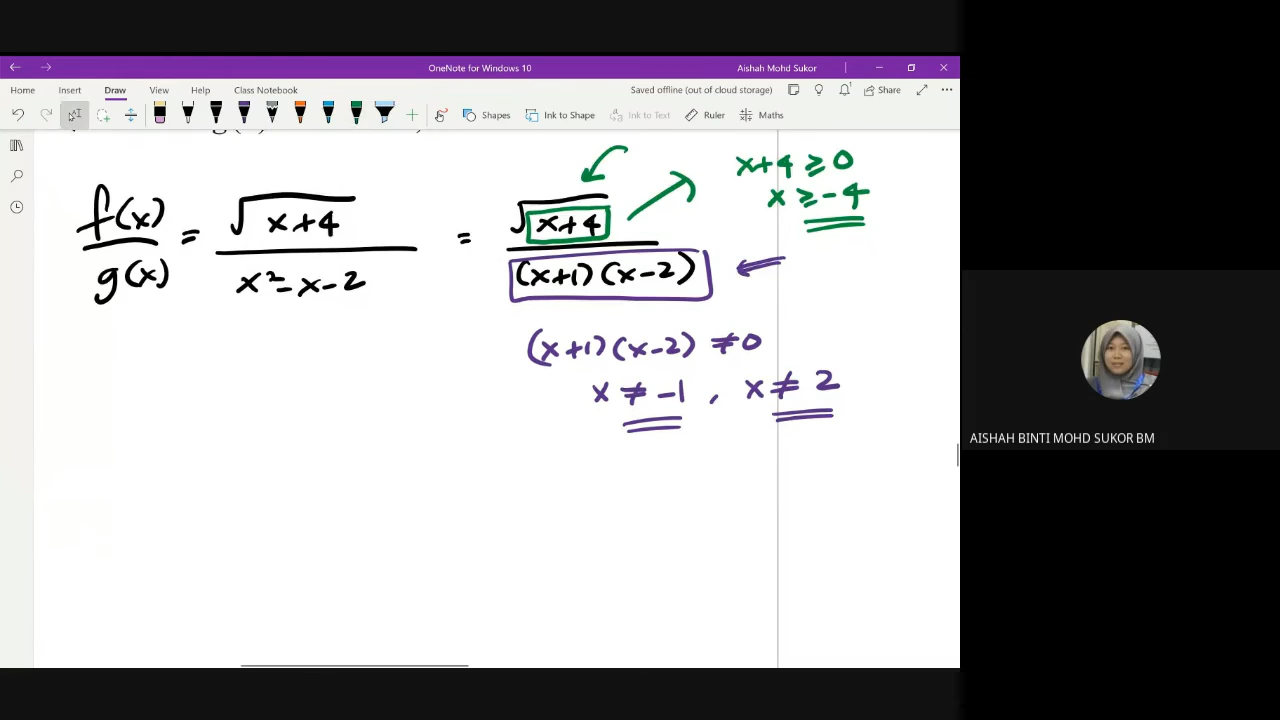 OneNote for Windows 10
Aishah Mohd Sukor
Home Insert Draw View Help Class Notebook
Saved offline (out of cloud storage)
Share
Shapes Ink to Shape Ink to Text Ruler Maths
f(x)/g(x) = √(x+4)/(x²-x-2) = √(x+4)/((x+1)(x-2))
x+4 ≥ 0
x ≥ -4
(x+1)(x-2) ≠ 0
x ≠ -1 , x ≠ 2
AISHAH BINTI MOHD SUKOR BM